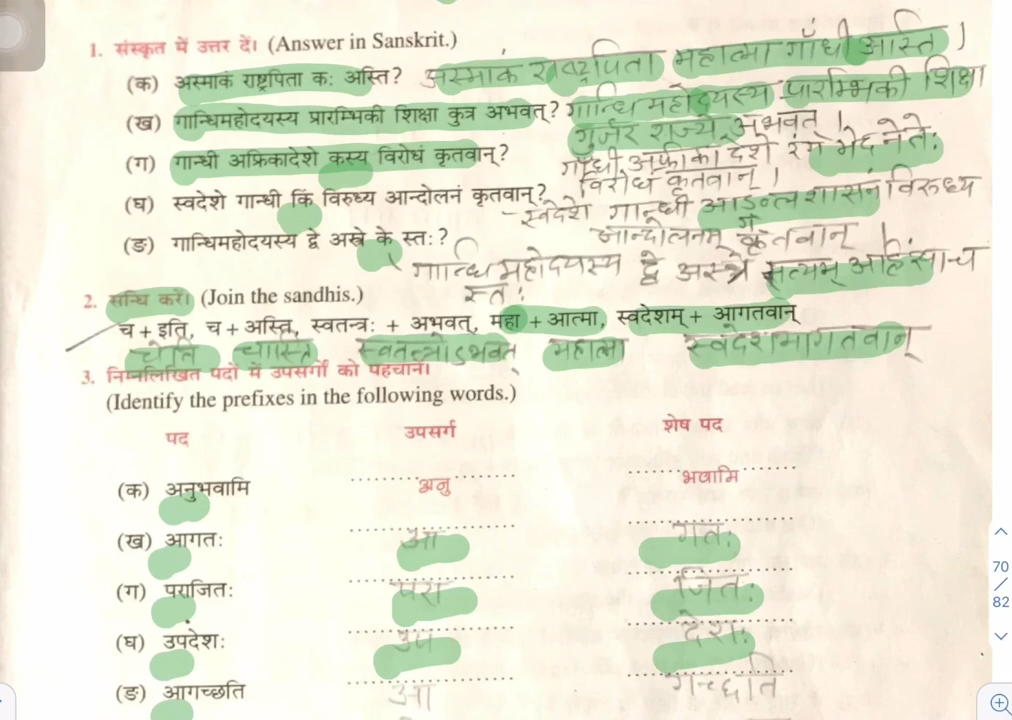 1. संस्कृत में उत्तर दें। (Answer in Sanskrit.)
(क) अस्माकं राष्ट्रपिता कः अस्ति? अस्माकं राष्ट्रपिता महात्मा गाँधी अस्ति।
(ख) गान्धिमहोदयस्य प्रारम्भिकी शिक्षा कुत्र अभवत्? गान्धि महोदयस्य प्रारम्भिकी शिक्षा
गुर्जर राज्ये अभवत।
(ग) गान्धी अफ्रिकादेशे कस्य विरोधं कृतवान्? गाँधी अफ्रीका देशे
विरोध कृतवान्।
(घ) स्वदेशे गान्धी किं विरुध्य आन्दोलनं कृतवान्? - स्वदेशे गान्धी विरुध्य
आन्दोलनम् कृतवान्।
(ङ) गान्धिमहोदयस्य द्वे अस्त्रे के स्तः?
गान्धि महोदयस्य द्वे अस्त्रे सत्यम् अहिंसा च
स्तः
2. सन्धि करें। (Join the sandhis.)
च + इति, च + अस्ति, स्वतन्त्रः + अभवत्, महा + आत्मा, स्वदेशम् + आगतवान्
चेति चास्ति स्वतन्त्रोऽभवत् महात्मा स्वदेशमागतवान्
3. निम्नलिखित पदों में उपसर्गों को पहचानें।
(Identify the prefixes in the following words.)
पद उपसर्ग शेष पद
(क) अनुभवामि अनु भवामि
(ख) आगतः आ गतः
(ग) पराजितः परा जितः
(घ) उपदेशः उप देशः
(ङ) आगच्छति आ गच्छति
70
/
82